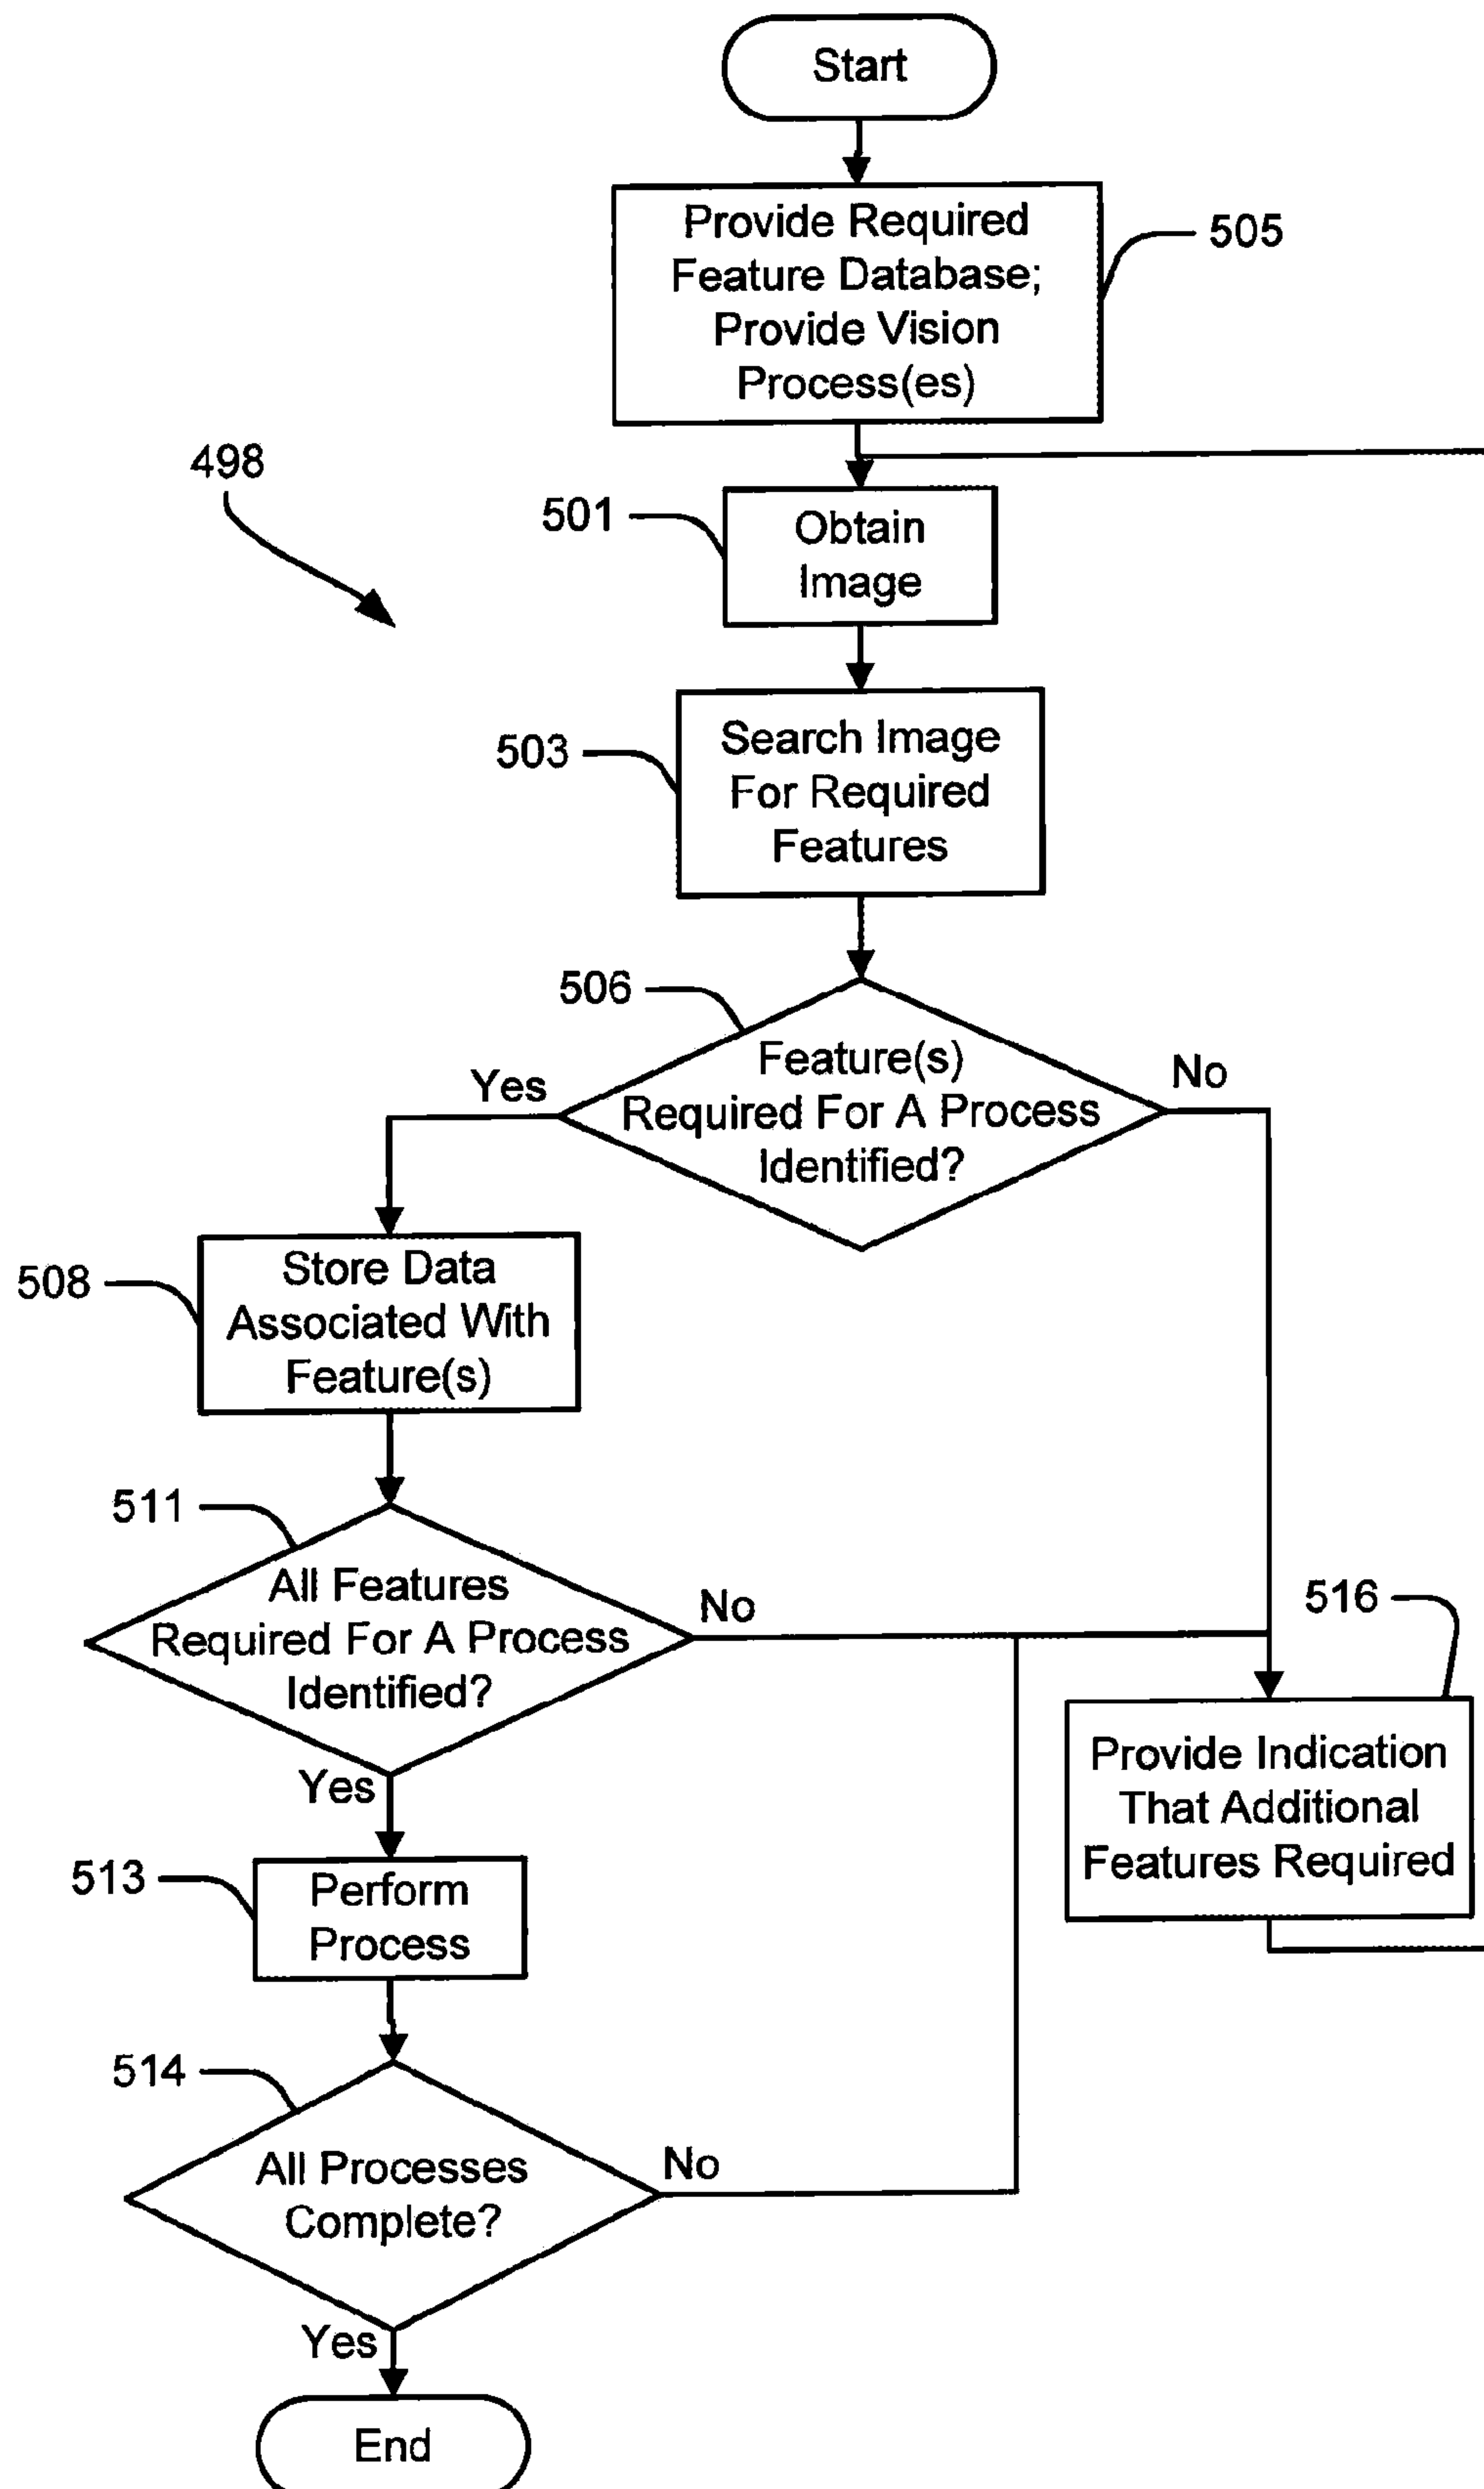 Start
Provide Required
Feature Database;
Provide Vision
Process(es)
505
498
501
Obtain
Image
503
Search Image
For Required
Features
506
Feature(s)
Required For A Process
Identified?
Yes
No
508
Store Data
Associated With
Feature(s)
511
All Features
Required For A Process
Identified?
No
516
Provide Indication
That Additional
Features Required
Yes
513
Perform
Process
514
All Processes
Complete?
No
Yes
End